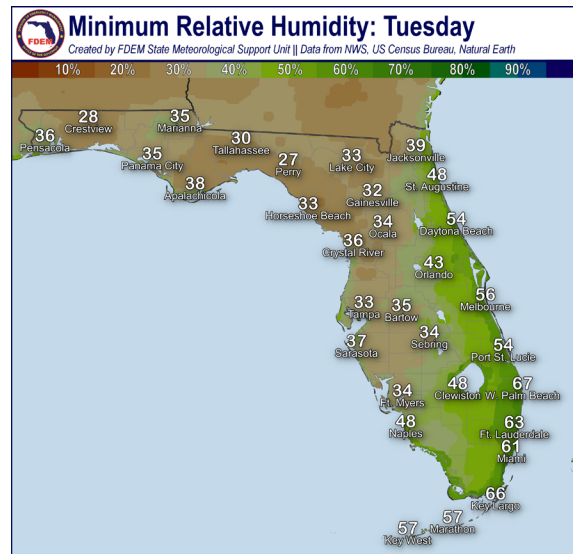 FDEM
Minimum Relative Humidity: Tuesday
Created by FDEM State Meteorological Support Unit || Data from NWS, US Census Bureau, Natural Earth
10% 20% 30% 40% 50% 60% 70% 80% 90%
28
Crestview
35
Marianna
36
Pensacola
30
Tallahassee
35
Panama City
27
Perry
33
Lake City
39
Jacksonville
38
Apalachicola
48
St. Augustine
32
Gainesville
33
Horseshoe Beach
34
Ocala
54
Daytona Beach
36
Crystal River
43
Orlando
56
Melbourne
33
Tampa
35
Bartow
34
Sebring
37
Sarasota
54
Port St. Lucie
34
Ft. Myers
48
Clewiston
67
W. Palm Beach
48
Naples
63
Ft. Lauderdale
61
Miami
66
Key Largo
57
Marathon
57
Key West